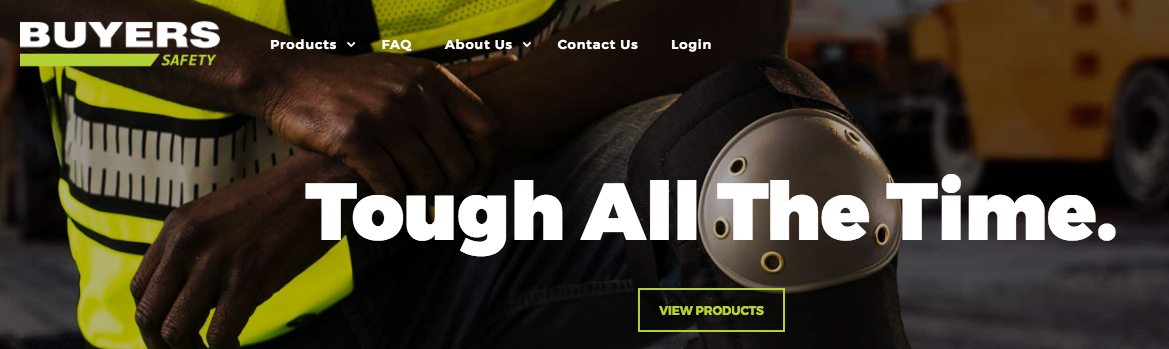 BUYERS
SAFETY
Products FAQ About Us Contact Us Login
Tough All The Time.
VIEW PRODUCTS